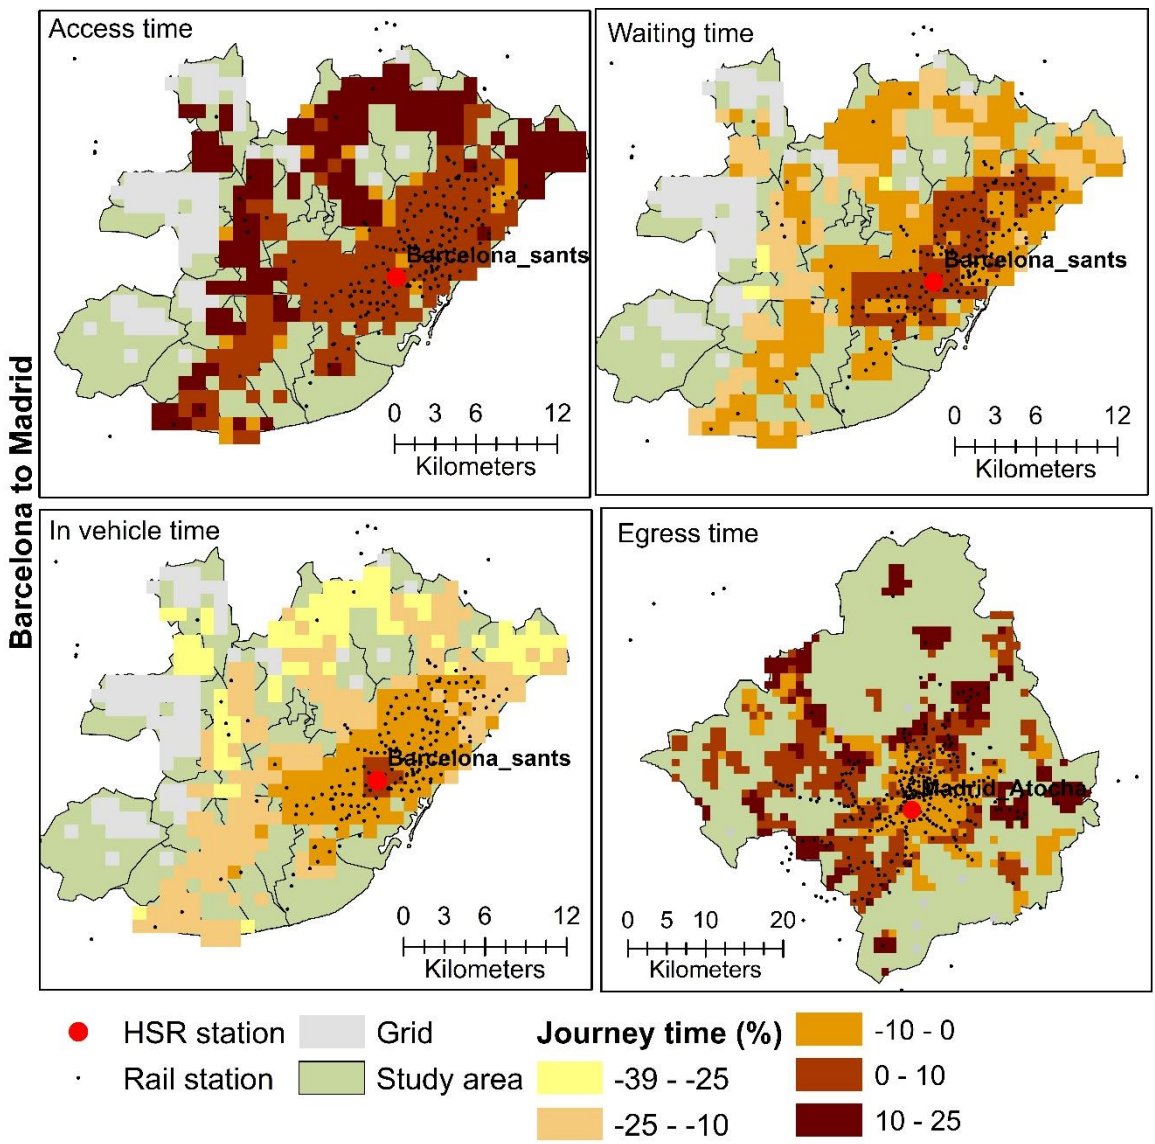 Barcelona to Madrid
Access time
Barcelona_sants
0 3 6 12
Kilometers
Waiting time
Barcelona_sants
0 3 6 12
Kilometers
In vehicle time
Barcelona_sants
0 3 6 12
Kilometers
Egress time
Madrid_Atocha
0 5 10 20
Kilometers
HSR station
Rail station
Grid
Study area
Journey time (%)
-39 - -25
-25 - -10
-10 - 0
0 - 10
10 - 25